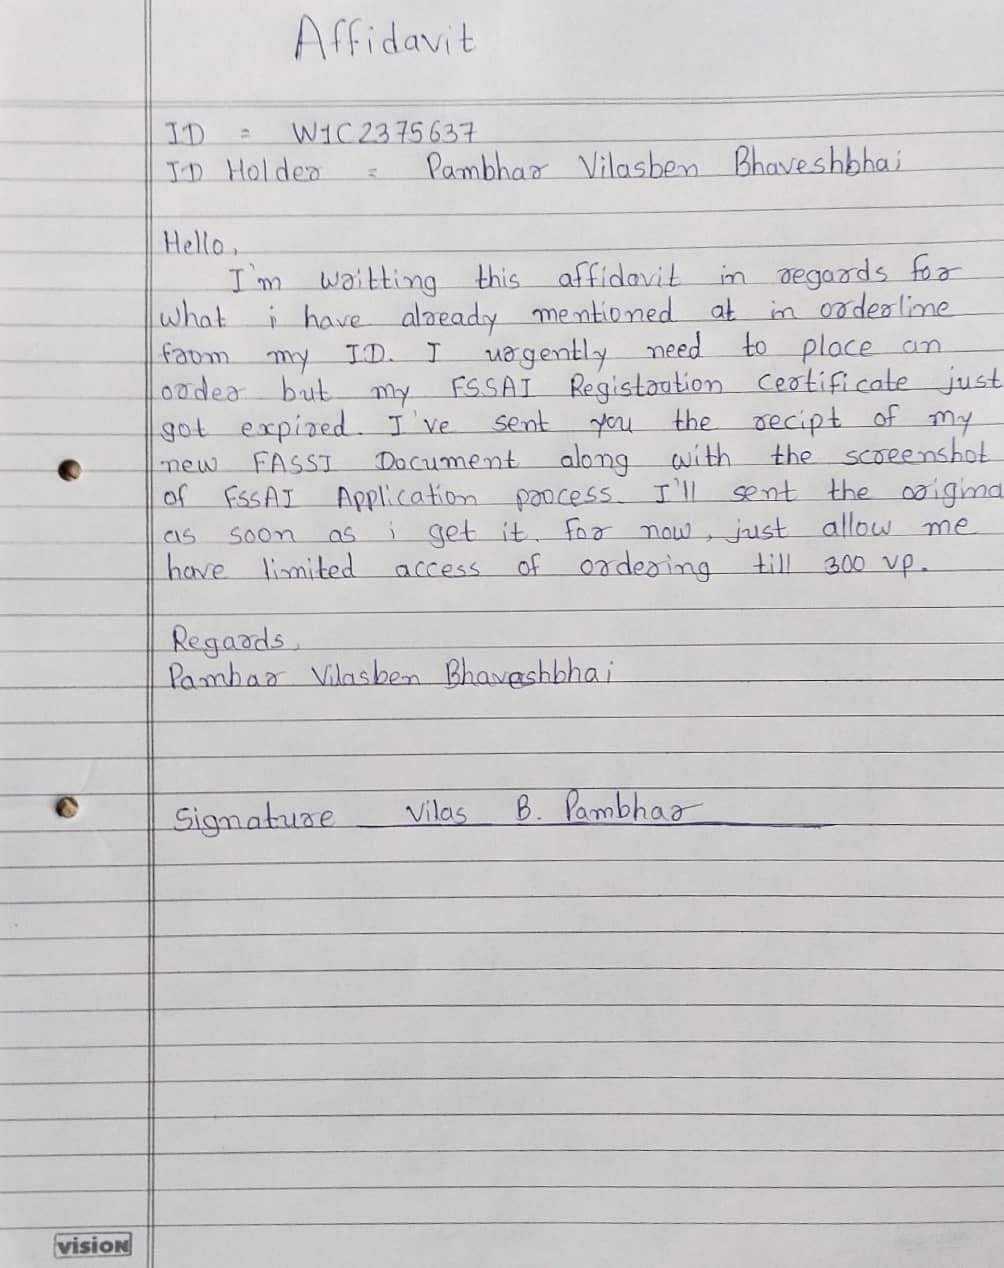 Affidavit
ID = W1C2375637
ID Holder = Pambhar Vilasben Bhaveshbhai
Hello,
I'm writting this affidavit in regards for
what i have already mentioned at in orderline
from my I.D. I urgently need to place an
order but my FSSAI Registration certificate just
got expired. I've sent you the recipt of my
new FASSI Document along with the screenshot
of FSSAI Application process. I'll sent the origina
as soon as i get it. For now, just allow me
have limited access of ordering till 300 vp.
Regards,
Pambar Vilasben Bhaveshbhai
Signature Vilas B. Pambhar
vision